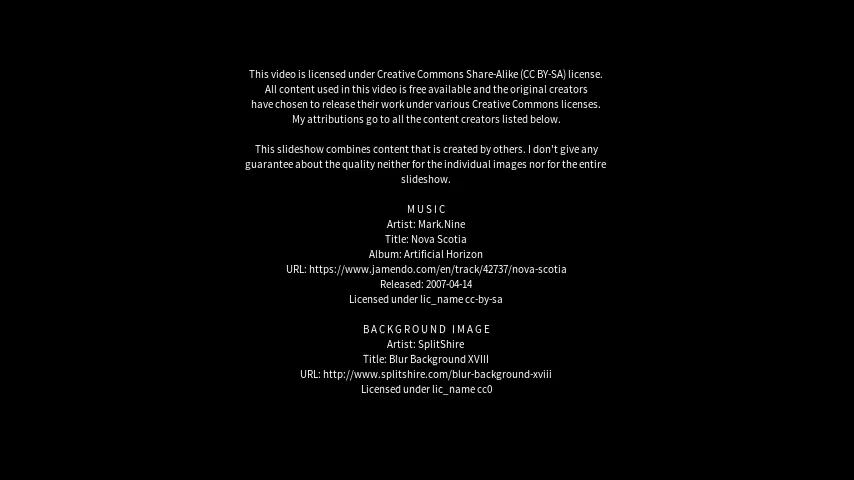 This video is licensed under Creative Commons Share-Alike (CC BY-SA) license.
All content used in this video is free available and the original creators
have chosen to release their work under various Creative Commons licenses.
My attributions go to all the content creators listed below.
This slideshow combines content that is created by others. I don't give any
guarantee about the quality neither for the individual images nor for the entire
slideshow.
MUSIC
Artist: Mark.Nine
Title: Nova Scotia
Album: Artificial Horizon
URL: https://www.jamendo.com/en/track/42737/nova-scotia
Released: 2007-04-14
Licensed under lic_name cc-by-sa
BACKGROUND IMAGE
Artist: SplitShire
Title: Blur Background XVIII
URL: http://www.splitshire.com/blur-background-xviii
Licensed under lic_name cc0